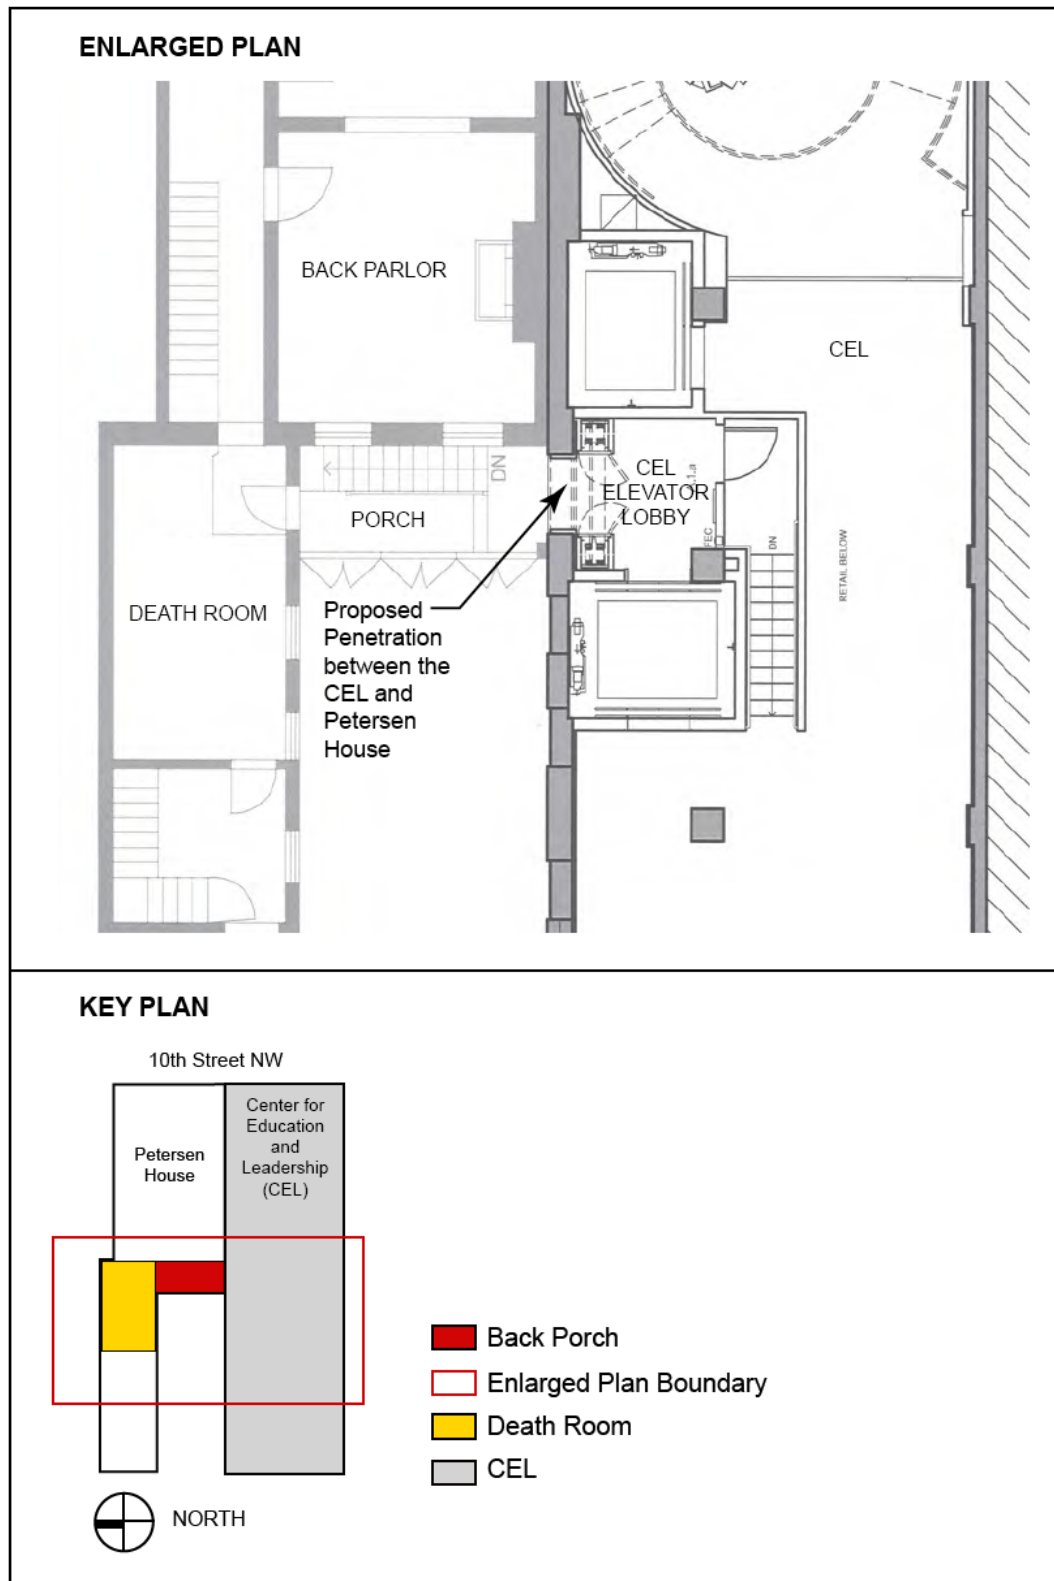 ENLARGED PLAN
BACK PARLOR
CEL
DN
CEL
ELEVATOR
LOBBY
PORCH
FEC
DN
RETAIL BELOW
DEATH ROOM
Proposed
Penetration
between the
CEL and
Petersen
House
KEY PLAN
10th Street NW
Center for
Education
and
Leadership
(CEL)
Petersen
House
Back Porch
Enlarged Plan Boundary
Death Room
CEL
NORTH